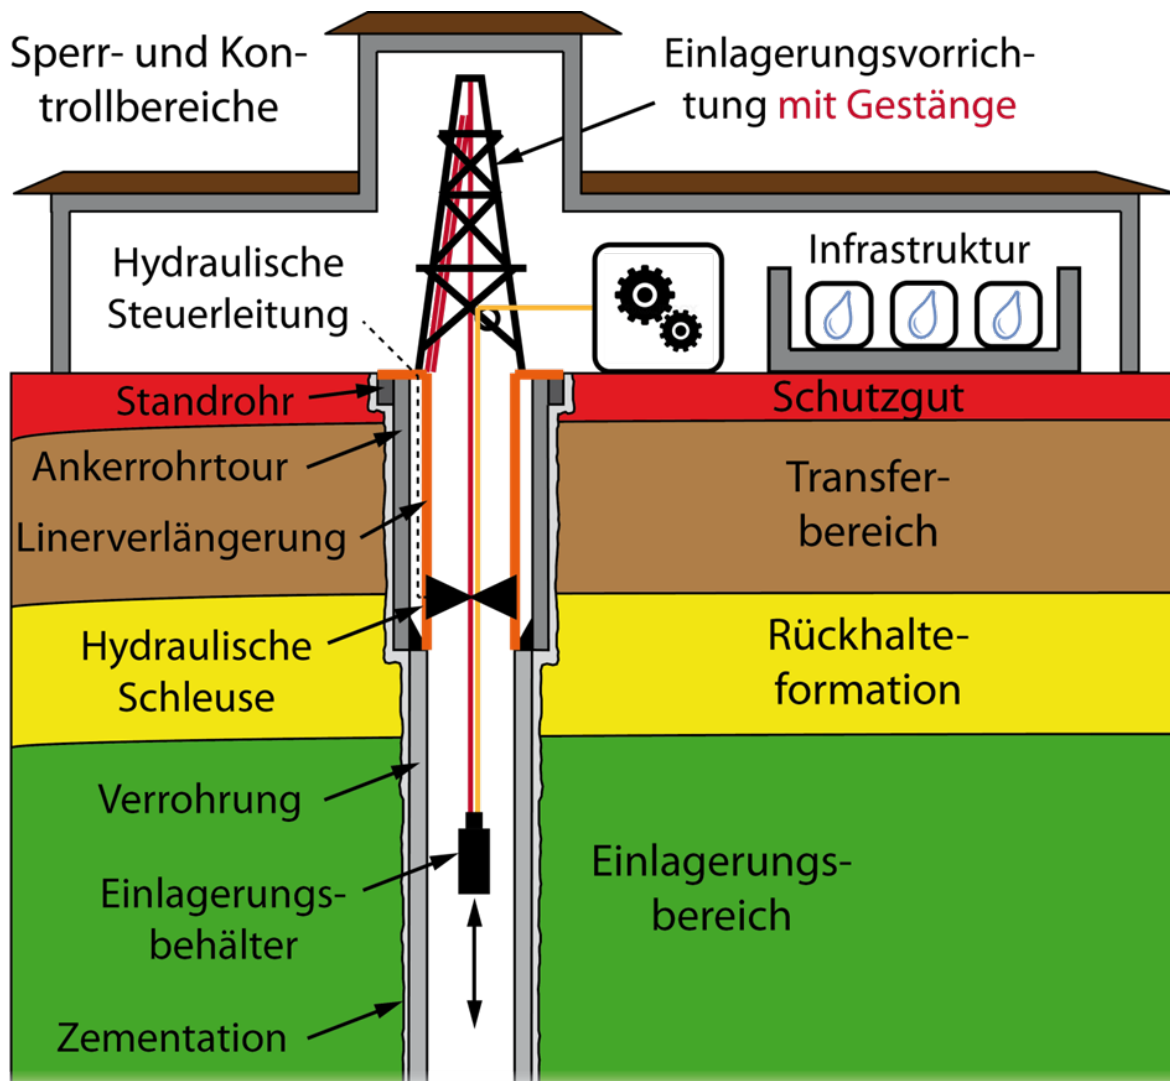 Sperr- und Kon-
trollbereiche
Einlagerungsvorrich-
tung mit Gestänge
Hydraulische
Steuerleitung
Infrastruktur
Standrohr
Schutzgut
Ankerrohrtour
Transfer-
bereich
Linerverlängerung
Hydraulische
Schleuse
Rückhalte-
formation
Verrohrung
Einlagerungs-
behälter
Einlagerungs-
bereich
Zementation